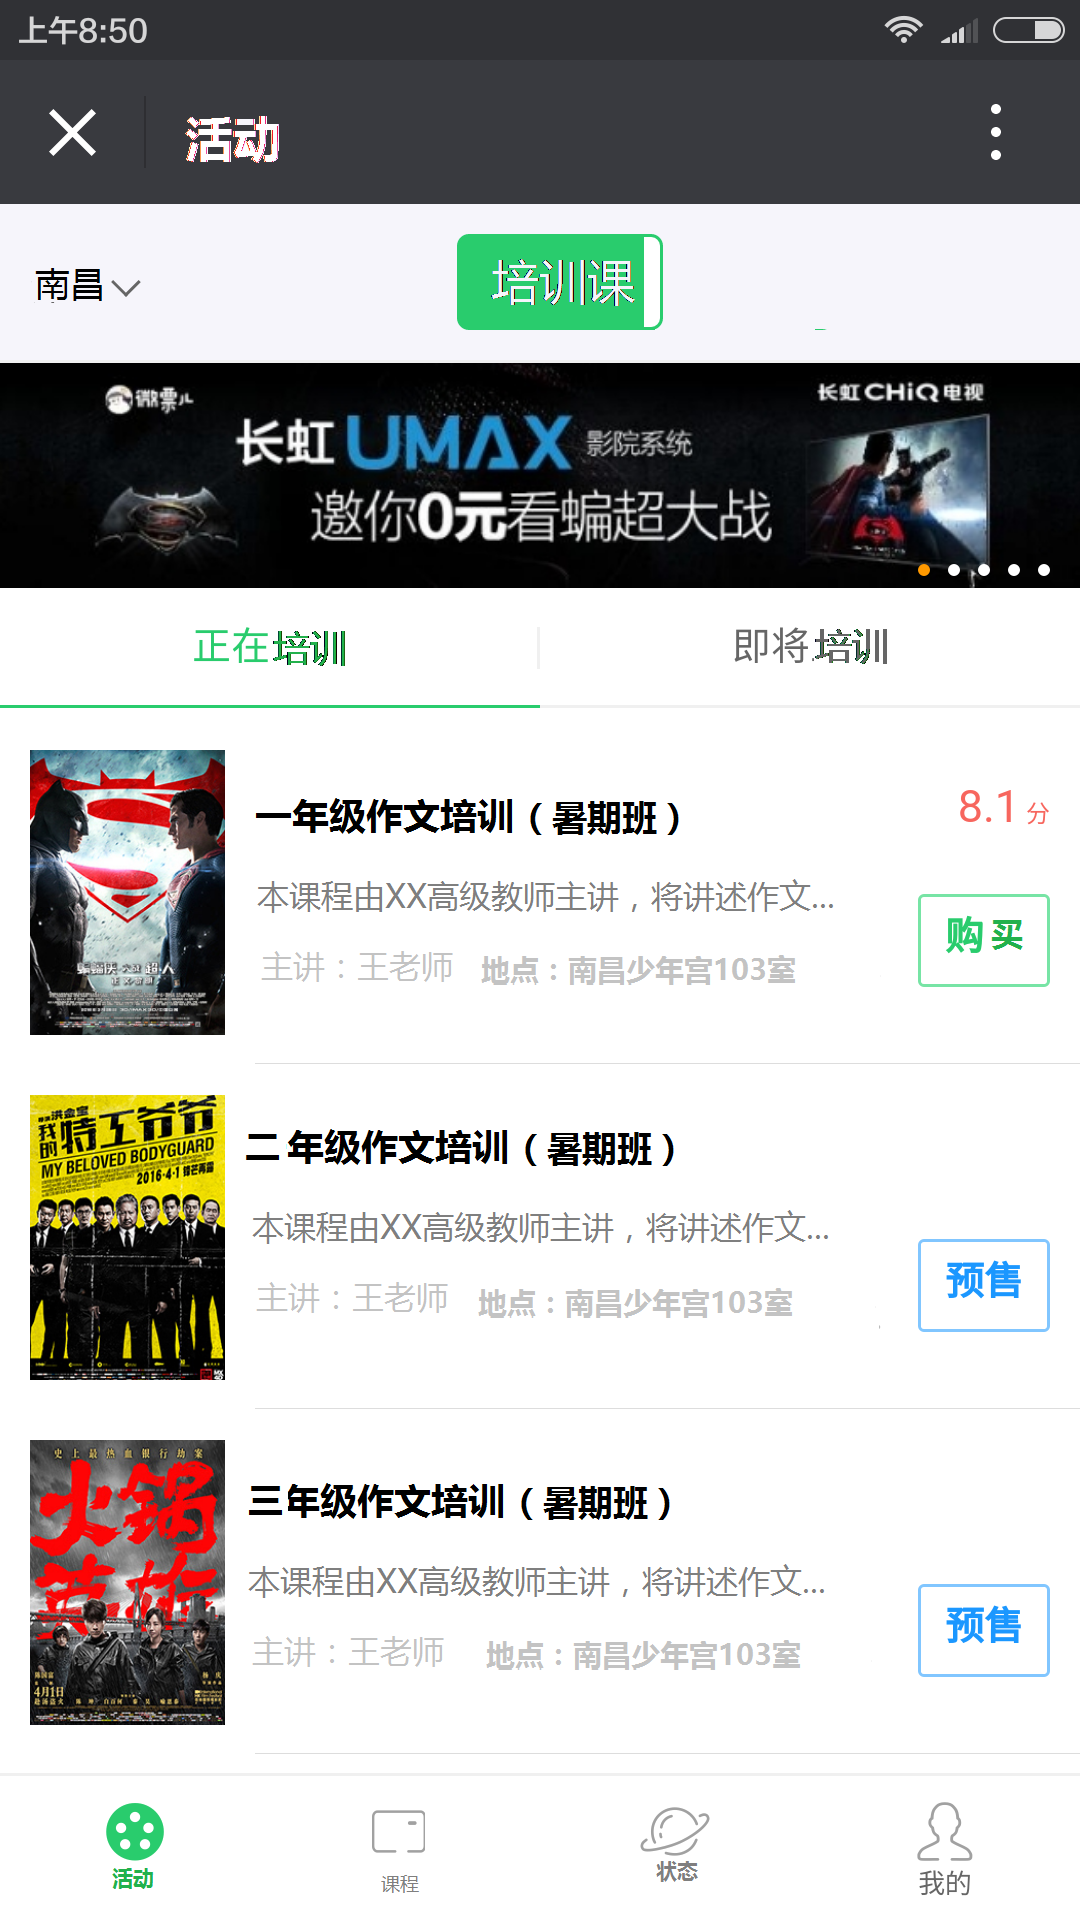 上午8:50
活动
南昌
培训课
微票儿
长虹CHiQ电视
长虹UMAX影院系统
邀你0元看蝙超大战
正在培训
即将培训
一年级作文培训（暑期班）
8.1分
本课程由XX高级教师主讲，将讲述作文...
购买
主讲：王老师
地点：南昌少年宫103室
我的特工爷爷
MY BELOVED BODYGUARD
2016·4·1
二年级作文培训（暑期班）
本课程由XX高级教师主讲，将讲述作文...
预售
主讲：王老师
地点：南昌少年宫103室
史上最热血银行劫案
火锅英雄
4月1日
三年级作文培训（暑期班）
本课程由XX高级教师主讲，将讲述作文...
预售
主讲：王老师
地点：南昌少年宫103室
活动
课程
状态
我的